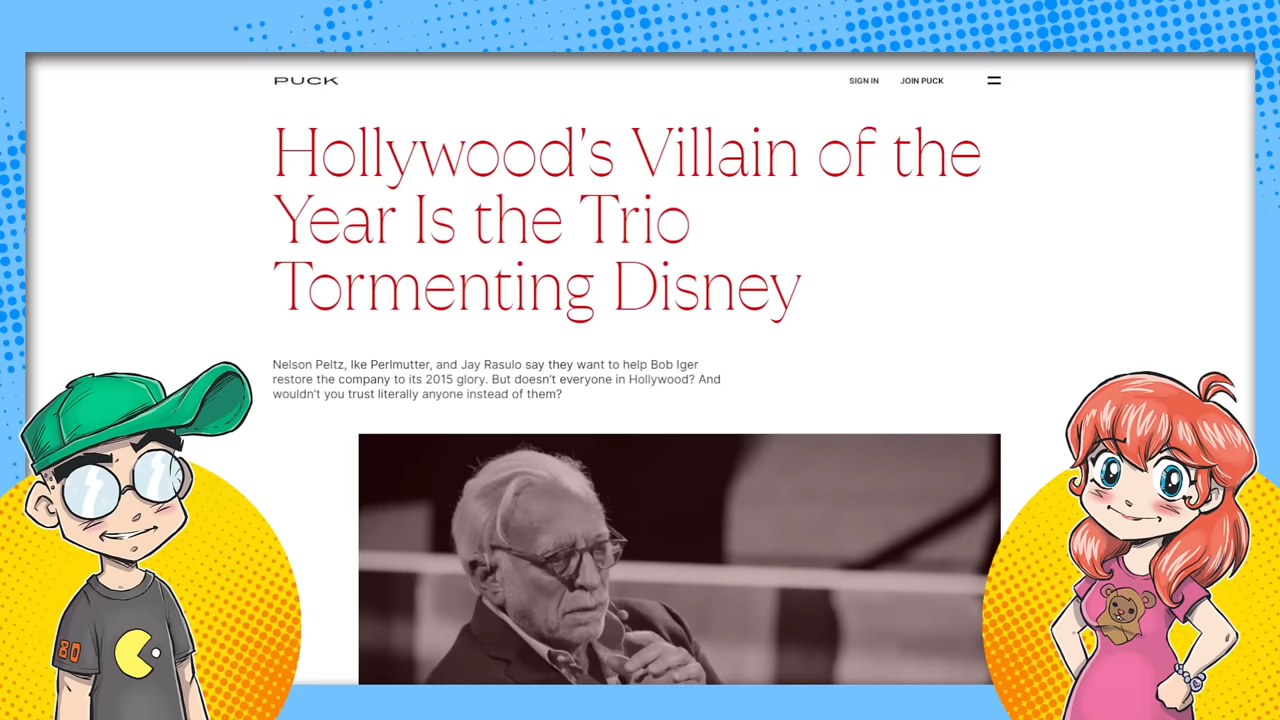 PUCK
SIGN IN
JOIN PUCK
Hollywood’s Villain of the
Year Is the Trio
Tormenting Disney
Nelson Peltz, Ike Perlmutter, and Jay Rasulo say they want to help Bob Iger
restore the company to its 2015 glory. But doesn’t everyone in Hollywood? And
wouldn’t you trust literally anyone instead of them?
80